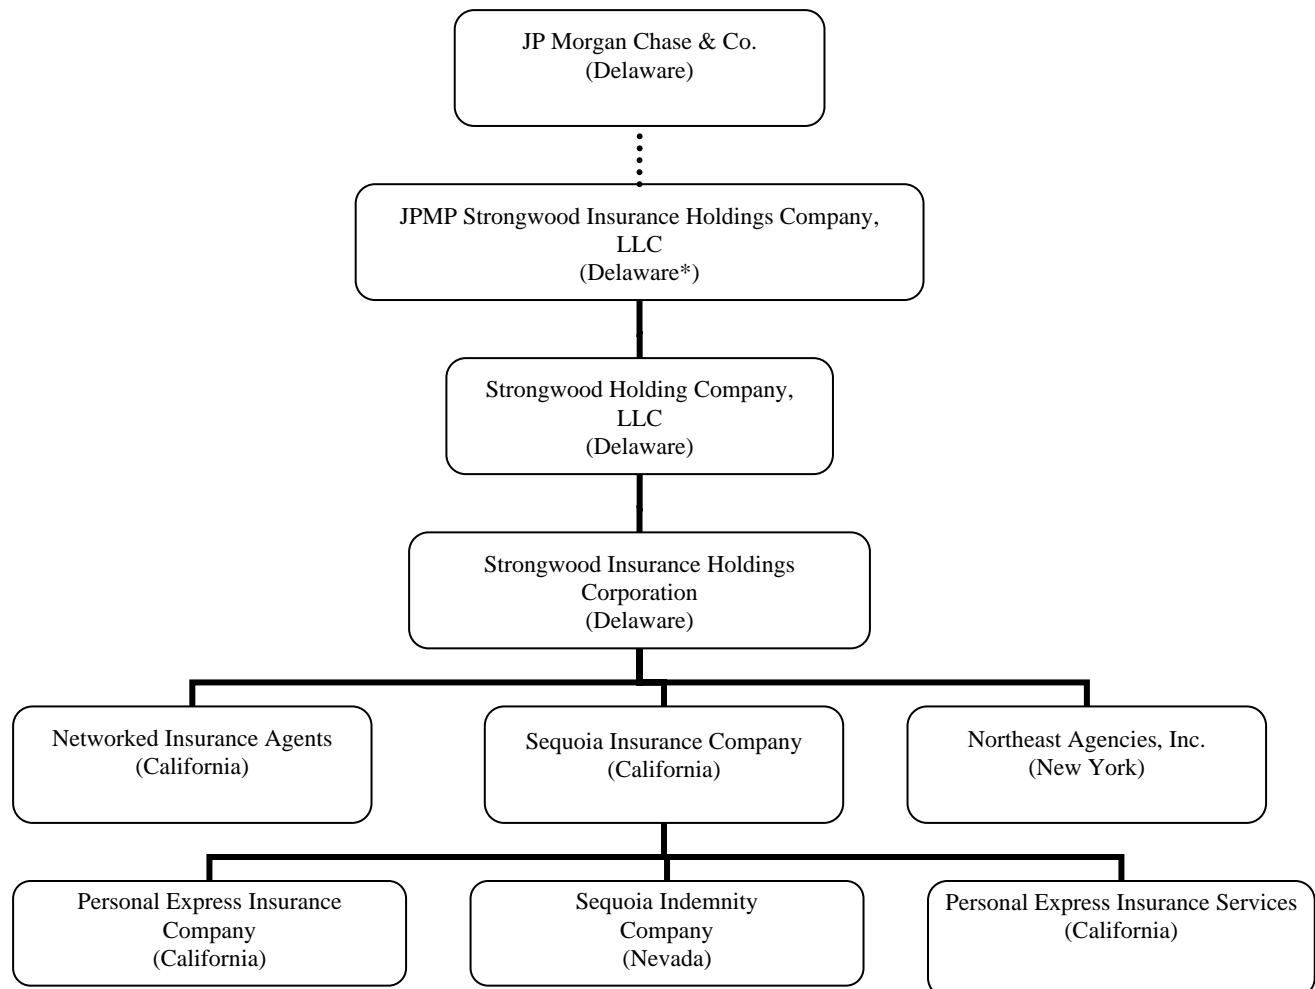 JP Morgan Chase & Co.
(Delaware)
JPMP Strongwood Insurance Holdings Company,
LLC
(Delaware*)
Strongwood Holding Company,
LLC
(Delaware)
Strongwood Insurance Holdings
Corporation
(Delaware)
Networked Insurance Agents
(California)
Sequoia Insurance Company
(California)
Northeast Agencies, Inc.
(New York)
Personal Express Insurance
Company
(California)
Sequoia Indemnity
Company
(Nevada)
Personal Express Insurance Services
(California)